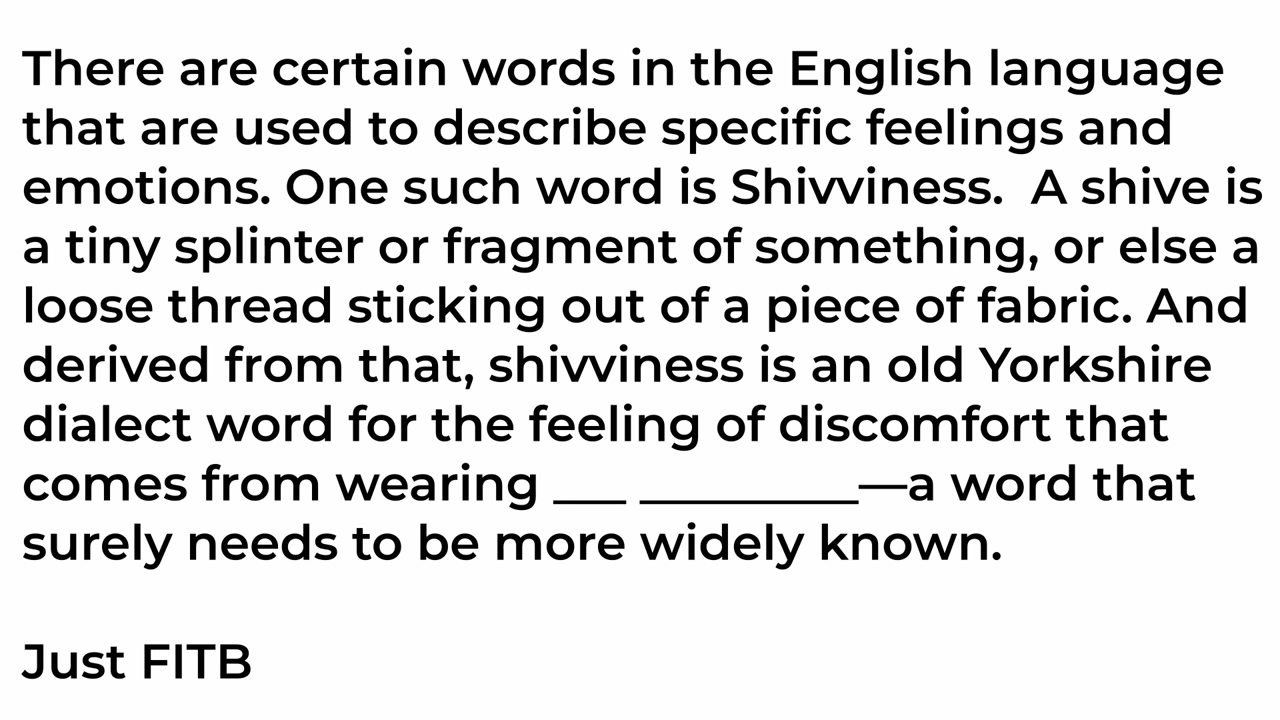 There are certain words in the English language
that are used to describe specific feelings and
emotions. One such word is Shivviness.  A shive is
a tiny splinter or fragment of something, or else a
loose thread sticking out of a piece of fabric. And
derived from that, shivviness is an old Yorkshire
dialect word for the feeling of discomfort that
comes from wearing ___ _________—a word that
surely needs to be more widely known.
Just FITB